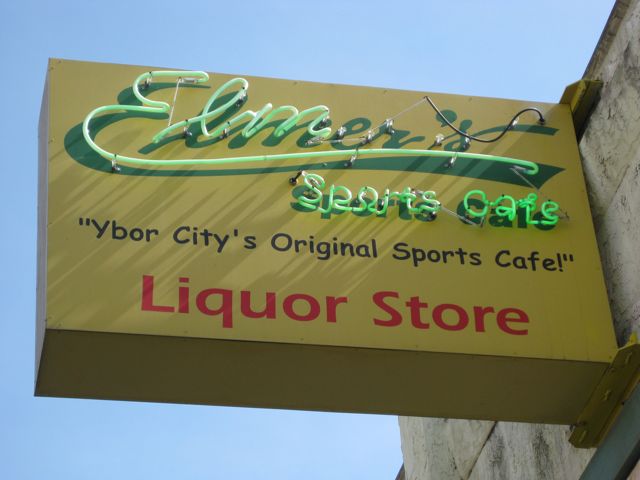 Elmer's
Sports Cafe
"Ybor City's Original Sports Cafe!"
Liquor Store